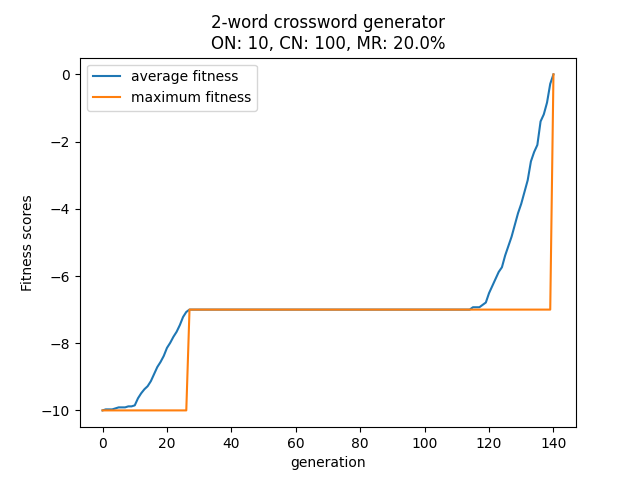 2-word crossword generator
ON: 10, CN: 100, MR: 20.0%
average fitness
maximum fitness
Fitness scores
0
−2
−4
−6
−8
−10
0 20 40 60 80 100 120 140
generation